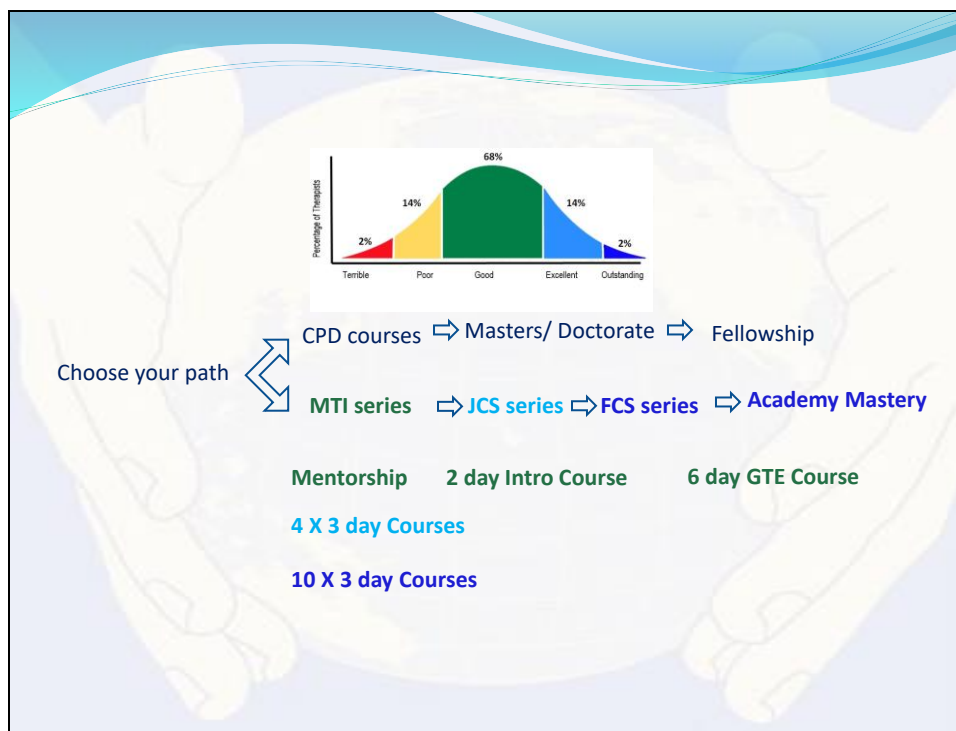 68%
14% 14%
2% 2%
Percentage of Therapists
Terrible Poor Good Excellent Outstanding
CPD courses Masters/ Doctorate Fellowship
Choose your path
MTI series JCS series FCS series Academy Mastery
Mentorship 2 day Intro Course 6 day GTE Course
4 X 3 day Courses
10 X 3 day Courses